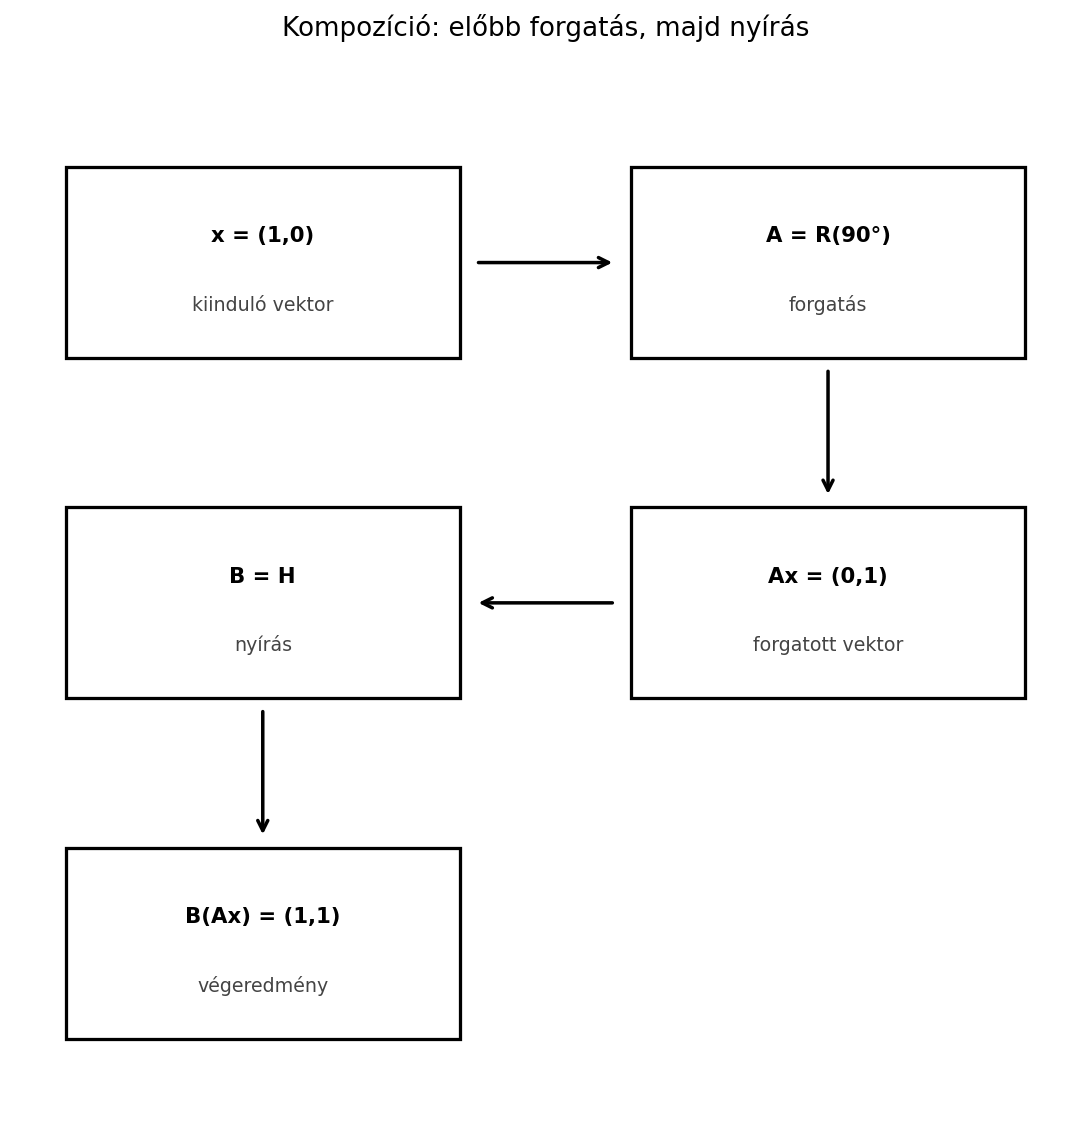 Kompozíció: előbb forgatás, majd nyírás
x = (1,0)
kiinduló vektor
A = R(90°)
forgatás
Ax = (0,1)
forgatott vektor
B = H
nyírás
B(Ax) = (1,1)
végeredmény